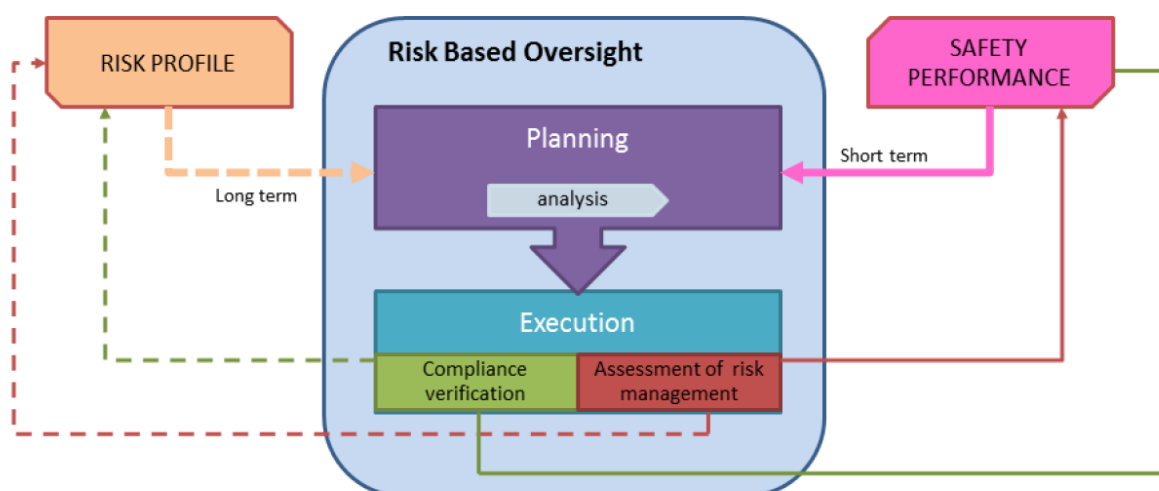 RISK PROFILE
Risk Based Oversight
SAFETY
PERFORMANCE
Planning
Long term
Short term
analysis
Execution
Compliance
verification
Assessment of risk
management